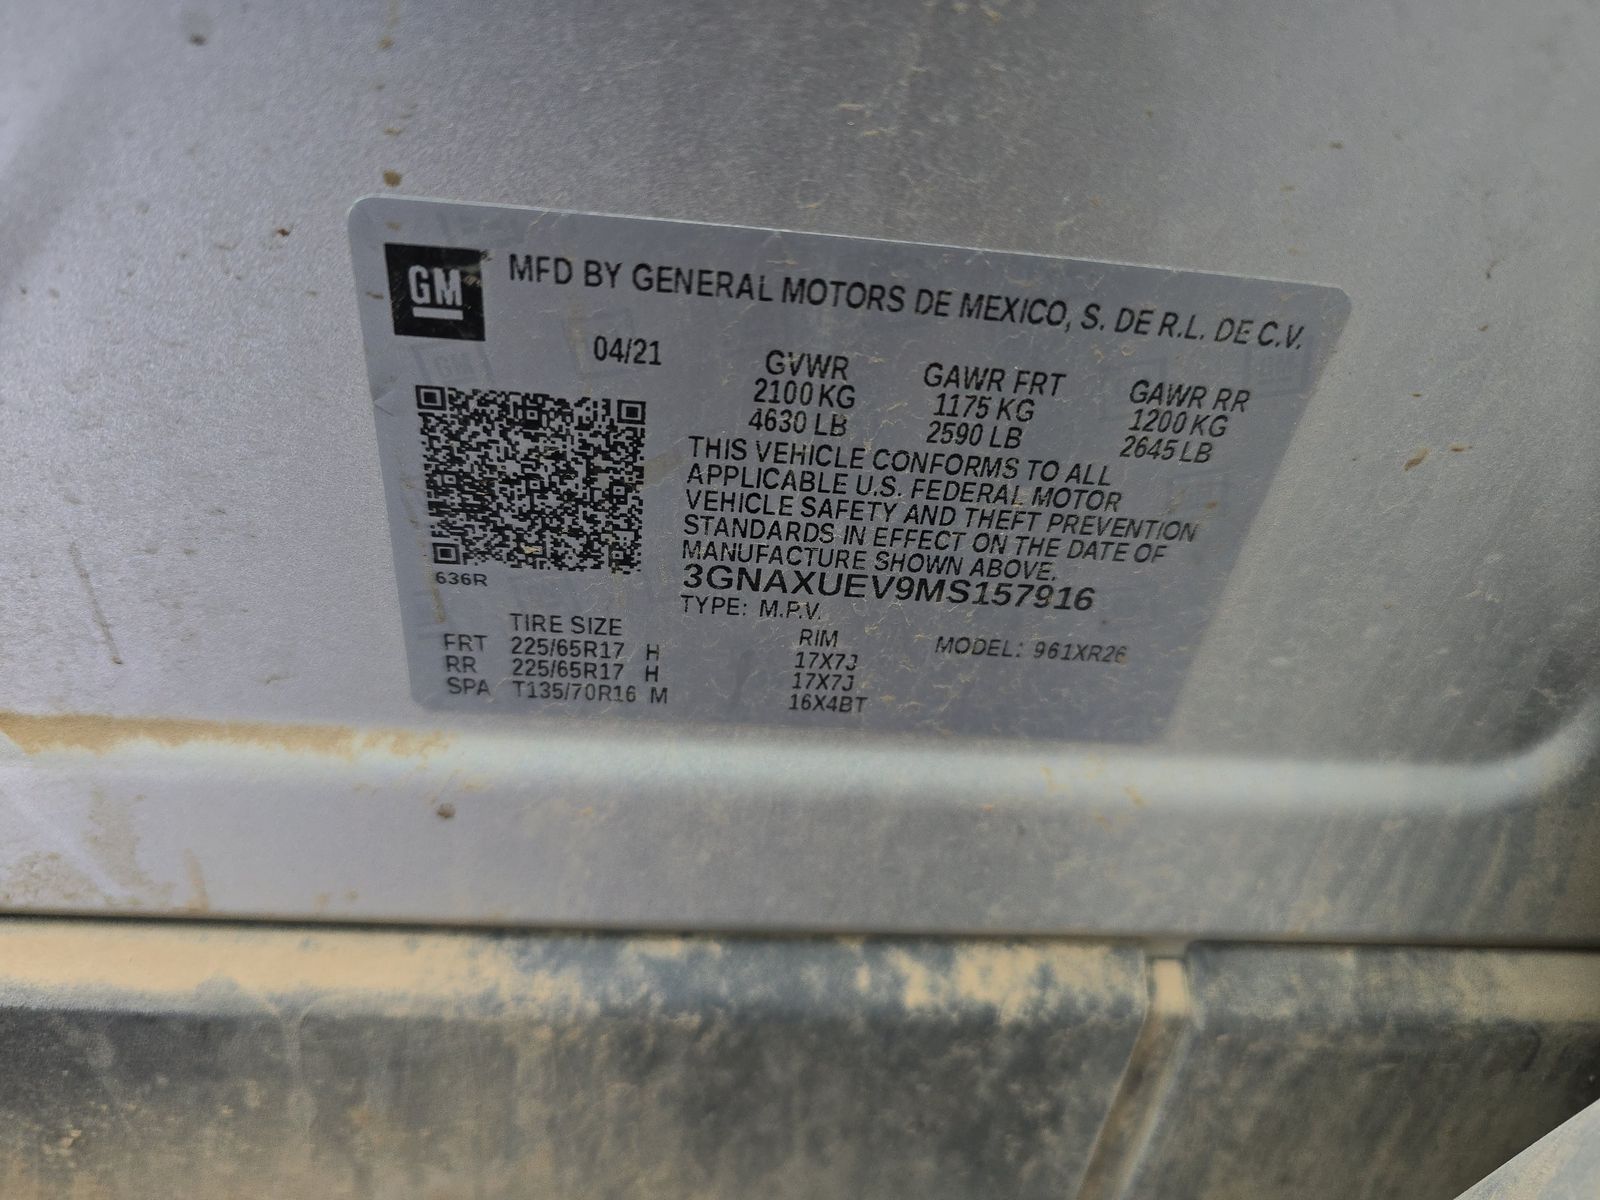 GM MFD BY GENERAL MOTORS DE MEXICO, S. DE R.L. DE C.V.
04/21
GVWR GAWR FRT GAWR RR
2100 KG 1175 KG 1200 KG
4630 LB 2590 LB 2645 LB
THIS VEHICLE CONFORMS TO ALL
APPLICABLE U.S. FEDERAL MOTOR
VEHICLE SAFETY AND THEFT PREVENTION
STANDARDS IN EFFECT ON THE DATE OF
MANUFACTURE SHOWN ABOVE.
636R
3GNAXUEV9MS157916
TYPE: M.P.V.
TIRE SIZE RIM MODEL: 961XR26
FRT 225/65R17 H 17X7J
RR 225/65R17 H 17X7J
SPA T135/70R16 M 16X4BT